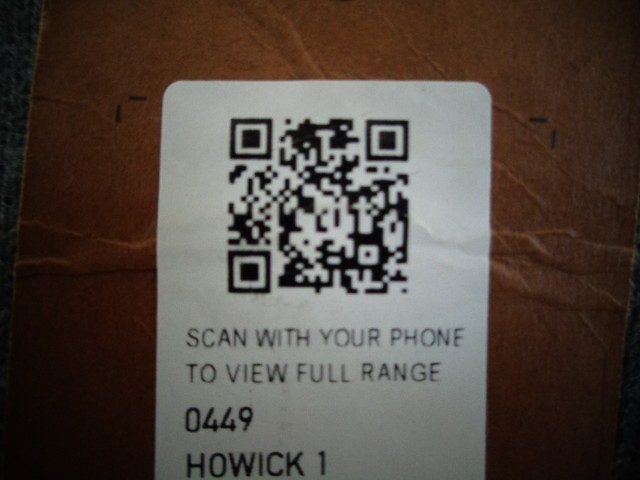 SCAN WITH YOUR PHONE
TO VIEW FULL RANGE
0449
HOWICK 1